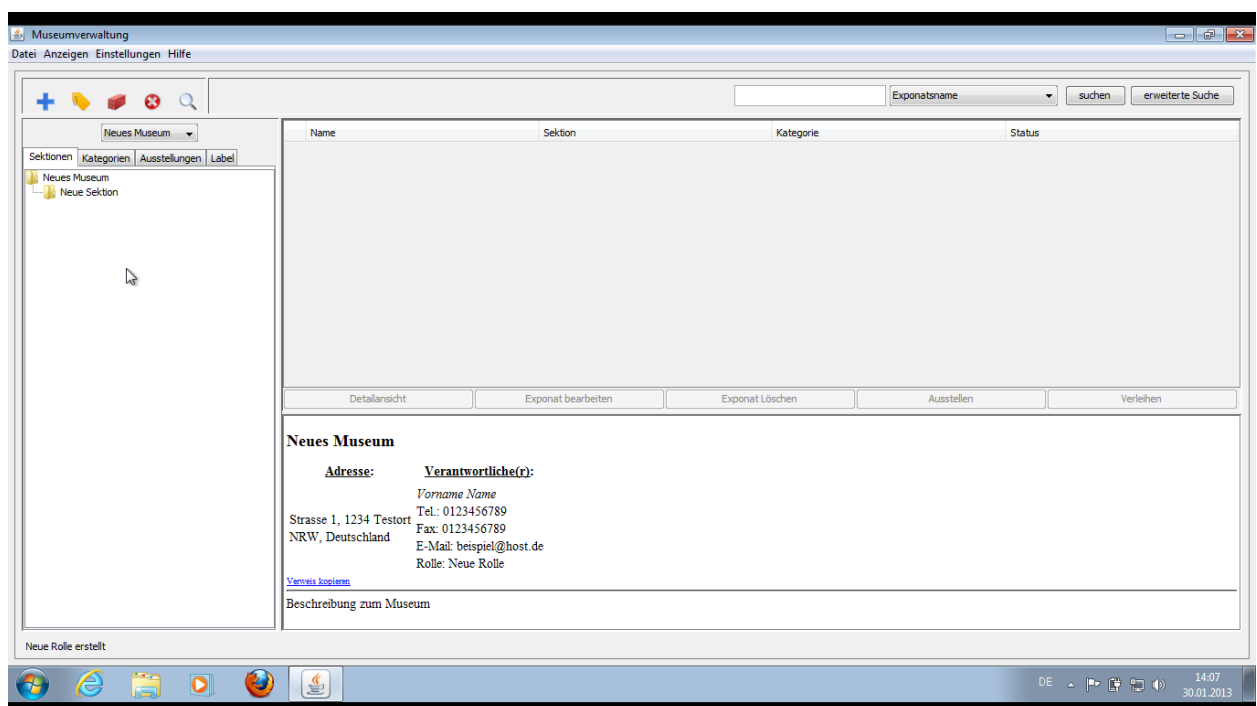 Museumverwaltung
Datei Anzeigen Einstellungen Hilfe
Exponatsname suchen erweiterte Suche
Neues Museum
Sektionen Kategorien Ausstellungen Label
Neues Museum
Neue Sektion
Name Sektion Kategorie Status
Detailansicht Exponat bearbeiten Exponat Löschen Ausstellen Verleihen
Neues Museum
Adresse: Verantwortliche(r):
Vorname Name
Tel.: 0123456789
Strasse 1, 1234 Testort
Fax: 0123456789
NRW, Deutschland
E-Mail: beispiel@host.de
Rolle: Neue Rolle
Verweis kopieren
Beschreibung zum Museum
Neue Rolle erstellt
DE
14:07
30.01.2013